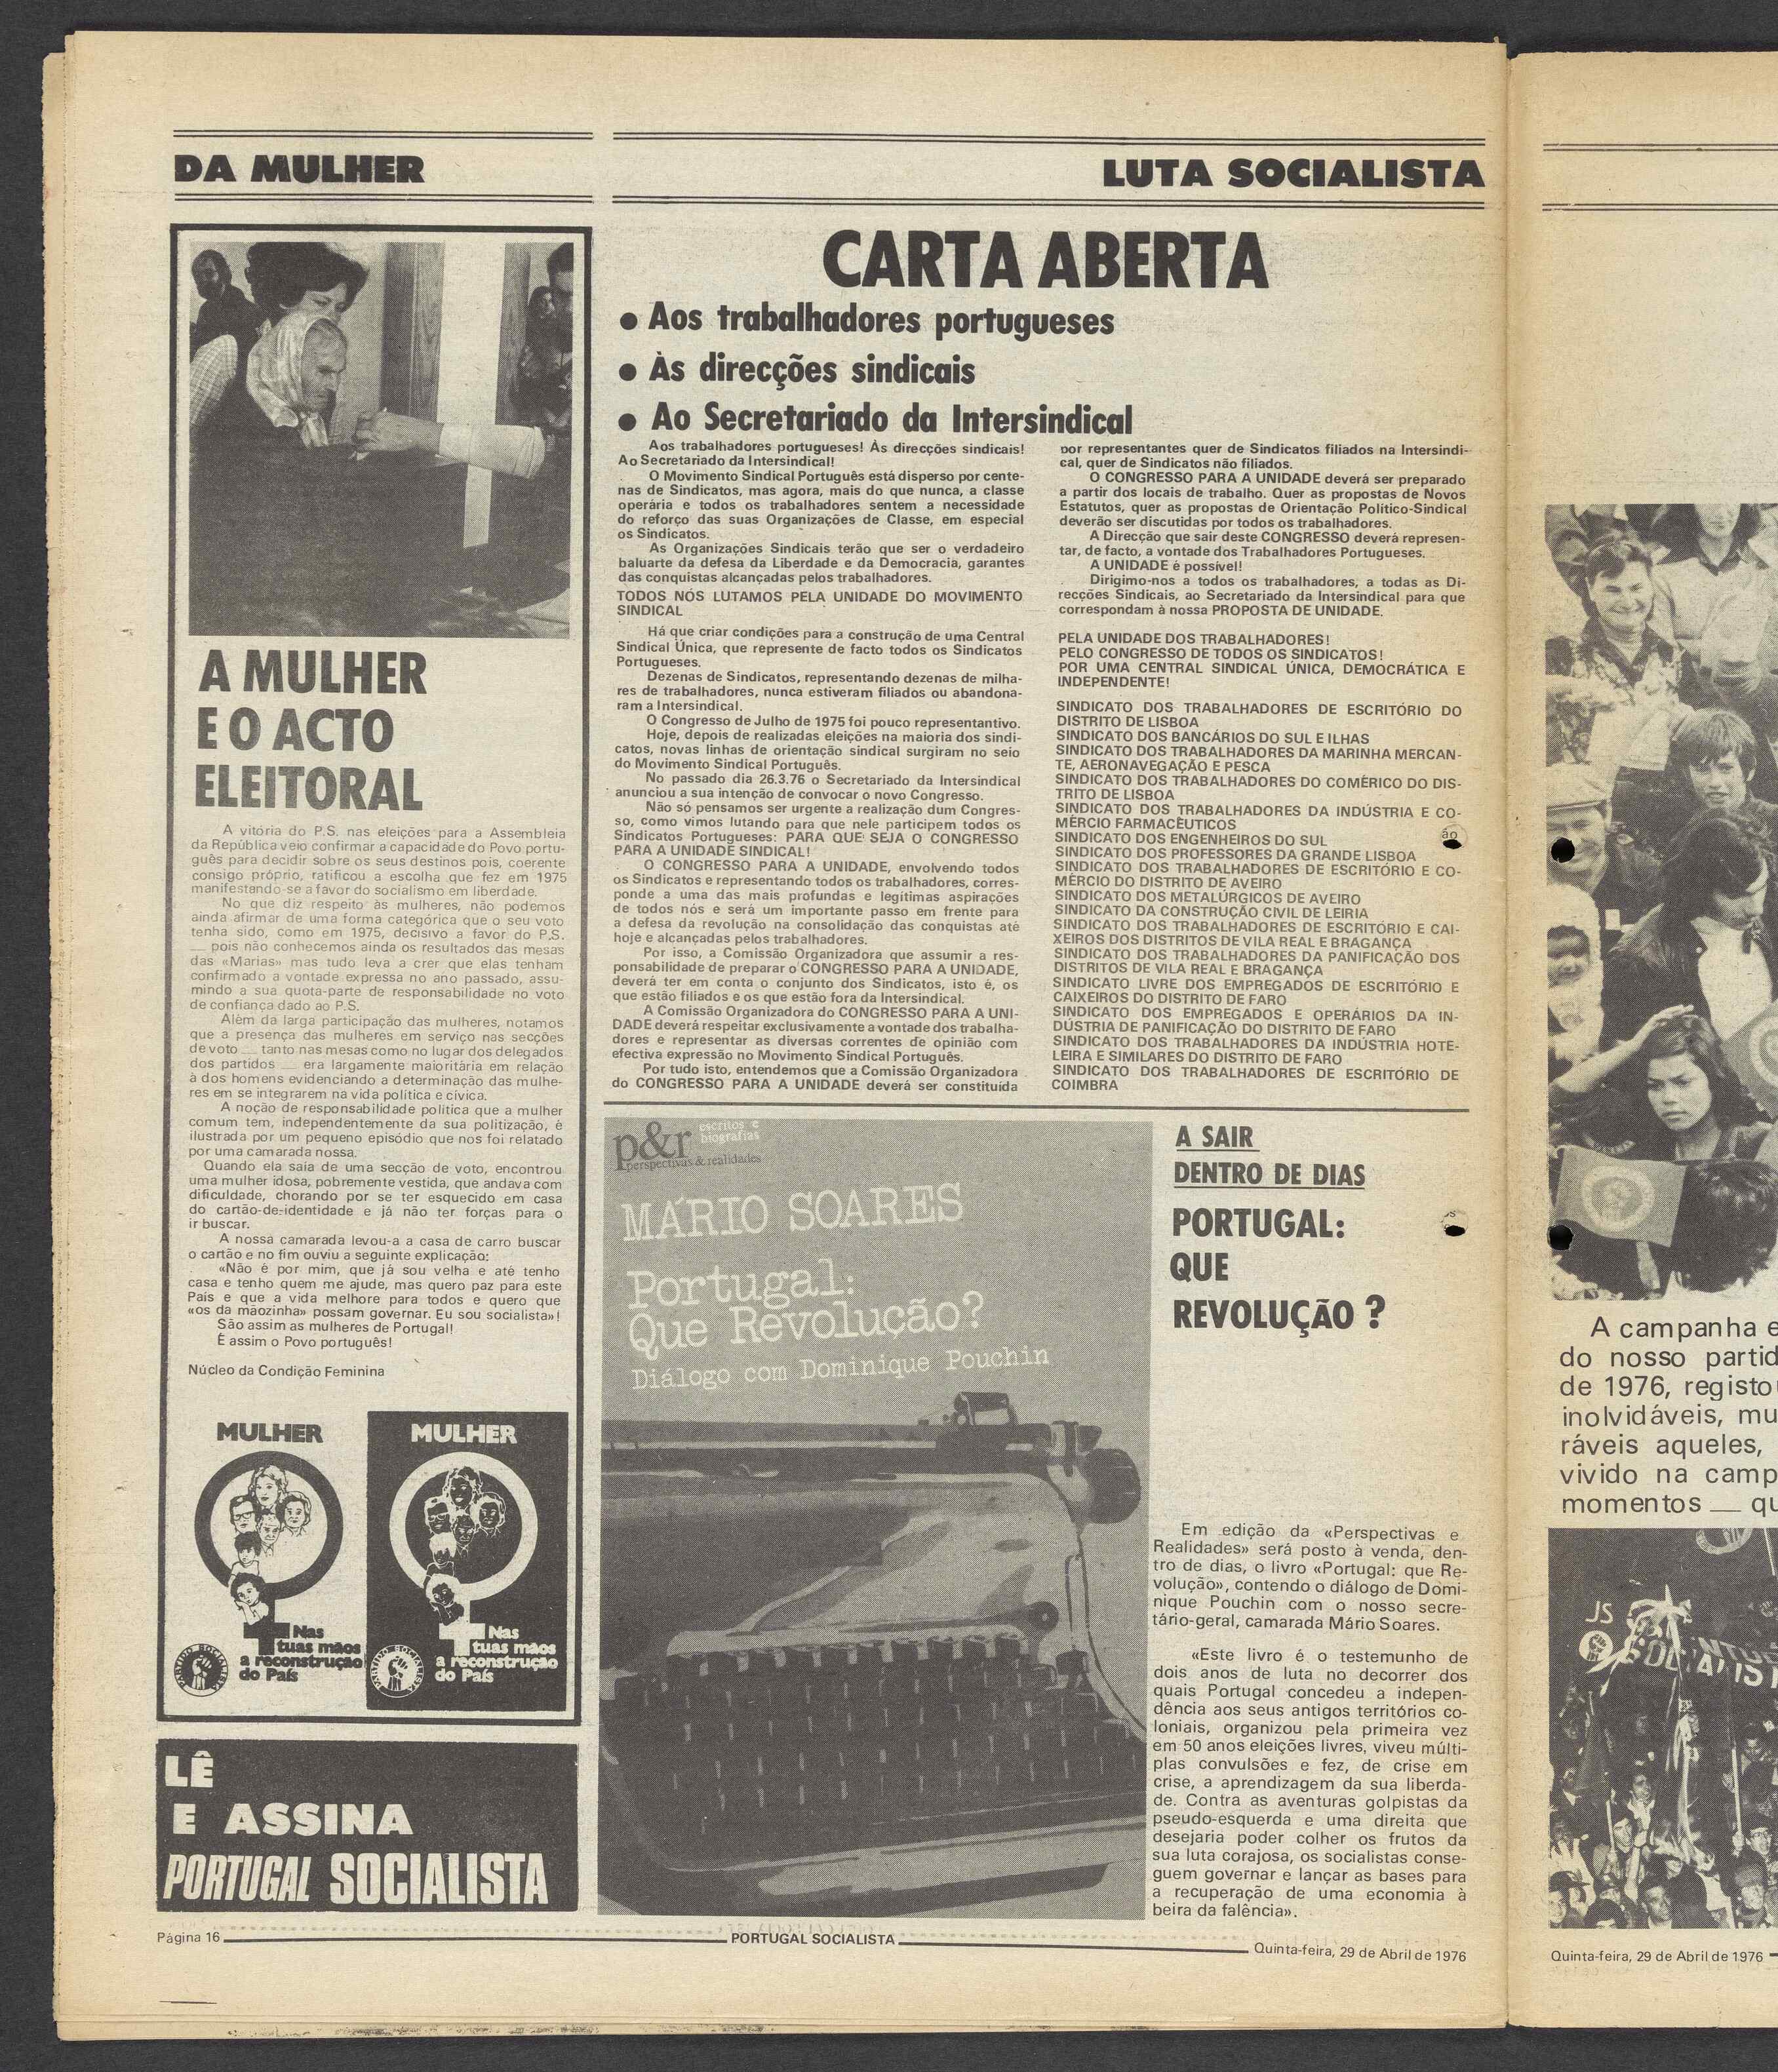 DA MULHER
A MULHER
E O ACTO
ELEITORAL
A vitória do P.S. nas eleições para a Assembleia
da República veio confirmar a capacidade do Povo portu-
guês para decidir sobre os seus destinos pois, coerente
consigo próprio, ratificou a escolha que fez em 1975
manifestando-se a favor do socialismo em liberdade.
No que diz respeito às mulheres, não podemos
ainda afirmar de uma forma categórica que o seu voto
tenha sido, como em 1975, decisivo a favor do P.S.
— pois não conhecemos ainda os resultados das mesas
das «Marias» mas tudo leva a crer que elas tenham
confirmado a vontade expressa no ano passado, assu-
mindo a sua quota-parte de responsabilidade no voto
de confiança dado ao P.S.
Além da larga participação das mulheres, notamos
que a presença das mulheres em serviço nas secções
de voto — tanto nas mesas como no lugar dos delegados
dos partidos — era largamente maioritária em relação
à dos homens evidenciando a determinação das mulhe-
res em se integrarem na vida política e cívica.
A noção de responsabilidade política que a mulher
comum tem, independentemente da sua politização, é
ilustrada por um pequeno episódio que nos foi relatado
por uma camarada nossa.
Quando ela saía de uma secção de voto, encontrou
uma mulher idosa, pobremente vestida, que andava com
dificuldade, chorando por se ter esquecido em casa
do cartão-de-identidade e já não ter forças para o
ir buscar.
A nossa camarada levou-a a casa de carro buscar
o cartão e no fim ouviu a seguinte explicação:
«Não é por mim, que já sou velha e até tenho
casa e tenho quem me ajude, mas quero paz para este
País e que a vida melhore para todos e quero que
«os da mãozinha» possam governar. Eu sou socialista»!
São assim as mulheres de Portugal!
É assim o Povo português!
Núcleo da Condição Feminina
MULHER
Nas
tuas mãos
a reconstrução
do País
PARTIDO SOCIALISTA
MULHER
Nas
tuas mãos
a reconstrução
do País
PARTIDO SOCIALISTA
LÊ
E ASSINA
PORTUGAL SOCIALISTA
LUTA SOCIALISTA
CARTA ABERTA
● Aos trabalhadores portugueses
● Às direcções sindicais
● Ao Secretariado da Intersindical
Aos trabalhadores portugueses! Às direcções sindicais!
Ao Secretariado da Intersindical!
O Movimento Sindical Português está disperso por cente-
nas de Sindicatos, mas agora, mais do que nunca, a classe
operária e todos os trabalhadores sentem a necessidade
do reforço das suas Organizações de Classe, em especial
os Sindicatos.
As Organizações Sindicais terão que ser o verdadeiro
baluarte da defesa da Liberdade e da Democracia, garantes
das conquistas alcançadas pelos trabalhadores.
TODOS NÓS LUTAMOS PELA UNIDADE DO MOVIMENTO
SINDICAL
Há que criar condições para a construção de uma Central
Sindical Única, que represente de facto todos os Sindicatos
Portugueses.
Dezenas de Sindicatos, representando dezenas de milha-
res de trabalhadores, nunca estiveram filiados ou abandona-
ram a Intersindical.
O Congresso de Julho de 1975 foi pouco representantivo.
Hoje, depois de realizadas eleições na maioria dos sindi-
catos, novas linhas de orientação sindical surgiram no seio
do Movimento Sindical Português.
No passado dia 26.3.76 o Secretariado da Intersindical
anunciou a sua intenção de convocar o novo Congresso.
Não só pensamos ser urgente a realização dum Congres-
so, como vimos lutando para que nele participem todos os
Sindicatos Portugueses: PARA QUE SEJA O CONGRESSO
PARA A UNIDADE SINDICAL!
O CONGRESSO PARA A UNIDADE, envolvendo todos
os Sindicatos e representando todos os trabalhadores, corres-
ponde a uma das mais profundas e legítimas aspirações
de todos nós e será um importante passo em frente para
a defesa da revolução na consolidação das conquistas até
hoje e alcançadas pelos trabalhadores.
Por isso, a Comissão Organizadora que assumir a res-
ponsabilidade de preparar o CONGRESSO PARA A UNIDADE,
deverá ter em conta o conjunto dos Sindicatos, isto é, os
que estão filiados e os que estão fora da Intersindical.
A Comissão Organizadora do CONGRESSO PARA A UNI-
DADE deverá respeitar exclusivamente a vontade dos trabalha-
dores e representar as diversas correntes de opinião com
efectiva expressão no Movimento Sindical Português.
Por tudo isto, entendemos que a Comissão Organizadora
do CONGRESSO PARA A UNIDADE deverá ser constituída
por representantes quer de Sindicatos filiados na Intersindi-
cal, quer de Sindicatos não filiados.
O CONGRESSO PARA A UNIDADE deverá ser preparado
a partir dos locais de trabalho. Quer as propostas de Novos
Estatutos, quer as propostas de Orientação Político-Sindical
deverão ser discutidas por todos os trabalhadores.
A Direcção que sair deste CONGRESSO deverá represen-
tar, de facto, a vontade dos Trabalhadores Portugueses.
A UNIDADE é possível!
Dirigimo-nos a todos os trabalhadores, a todas as Di-
recções Sindicais, ao Secretariado da Intersindical para que
correspondam à nossa PROPOSTA DE UNIDADE.
PELA UNIDADE DOS TRABALHADORES!
PELO CONGRESSO DE TODOS OS SINDICATOS!
POR UMA CENTRAL SINDICAL ÚNICA, DEMOCRÁTICA E
INDEPENDENTE!
SINDICATO DOS TRABALHADORES DE ESCRITÓRIO DO
DISTRITO DE LISBOA
SINDICATO DOS BANCÁRIOS DO SUL E ILHAS
SINDICATO DOS TRABALHADORES DA MARINHA MERCAN-
TE, AERONAVEGAÇÃO E PESCA
SINDICATO DOS TRABALHADORES DO COMÉRICO DO DIS-
TRITO DE LISBOA
SINDICATO DOS TRABALHADORES DA INDÚSTRIA E CO-
MÉRCIO FARMACÊUTICOS
SINDICATO DOS ENGENHEIROS DO SUL
SINDICATO DOS PROFESSORES DA GRANDE LISBOA
SINDICATO DOS TRABALHADORES DE ESCRITÓRIO E CO-
MÉRCIO DO DISTRITO DE AVEIRO
SINDICATO DOS METALÚRGICOS DE AVEIRO
SINDICATO DA CONSTRUÇÃO CIVIL DE LEIRIA
SINDICATO DOS TRABALHADORES DE ESCRITÓRIO E CAI-
XEIROS DOS DISTRITOS DE VILA REAL E BRAGANÇA
SINDICATO DOS TRABALHADORES DA PANIFICAÇÃO DOS
DISTRITOS DE VILA REAL E BRAGANÇA
SINDICATO LIVRE DOS EMPREGADOS DE ESCRITÓRIO E
CAIXEIROS DO DISTRITO DE FARO
SINDICATO DOS EMPREGADOS E OPERÁRIOS DA IN-
DÚSTRIA DE PANIFICAÇÃO DO DISTRITO DE FARO
SINDICATO DOS TRABALHADORES DA INDÚSTRIA HOTE-
LEIRA E SIMILARES DO DISTRITO DE FARO
SINDICATO DOS TRABALHADORES DE ESCRITÓRIO DE
COIMBRA
ão
p&r escritos e
biografias
perspectivas & realidades
MÁRIO SOARES
Portugal:
Que Revolução?
Diálogo com Dominique Pouchin
A SAIR
DENTRO DE DIAS
PORTUGAL:
QUE
REVOLUÇÃO ?
Em edição da «Perspectivas e
Realidades» será posto à venda, den-
tro de dias, o livro «Portugal: que Re-
volução», contendo o diálogo de Domi-
nique Pouchin com o nosso secre-
tário-geral, camarada Mário Soares.
«Este livro é o testemunho de
dois anos de luta no decorrer dos
quais Portugal concedeu a indepen-
dência aos seus antigos territórios co-
loniais, organizou pela primeira vez
em 50 anos eleições livres, viveu múlti-
plas convulsões e fez, de crise em
crise, a aprendizagem da sua liberda-
de. Contra as aventuras golpistas da
pseudo-esquerda e uma direita que
desejaria poder colher os frutos da
sua luta corajosa, os socialistas conse-
guem governar e lançar as bases para
a recuperação de uma economia à
beira da falência».
Página 16
PORTUGAL SOCIALISTA
Quinta-feira, 29 de Abril de 1976
A campanha e
do nosso partid
de 1976, registo
inolvidáveis, mu
ráveis aqueles,
vivido na camp
momentos — qu
JS
Quinta-feira, 29 de Abril de 1976